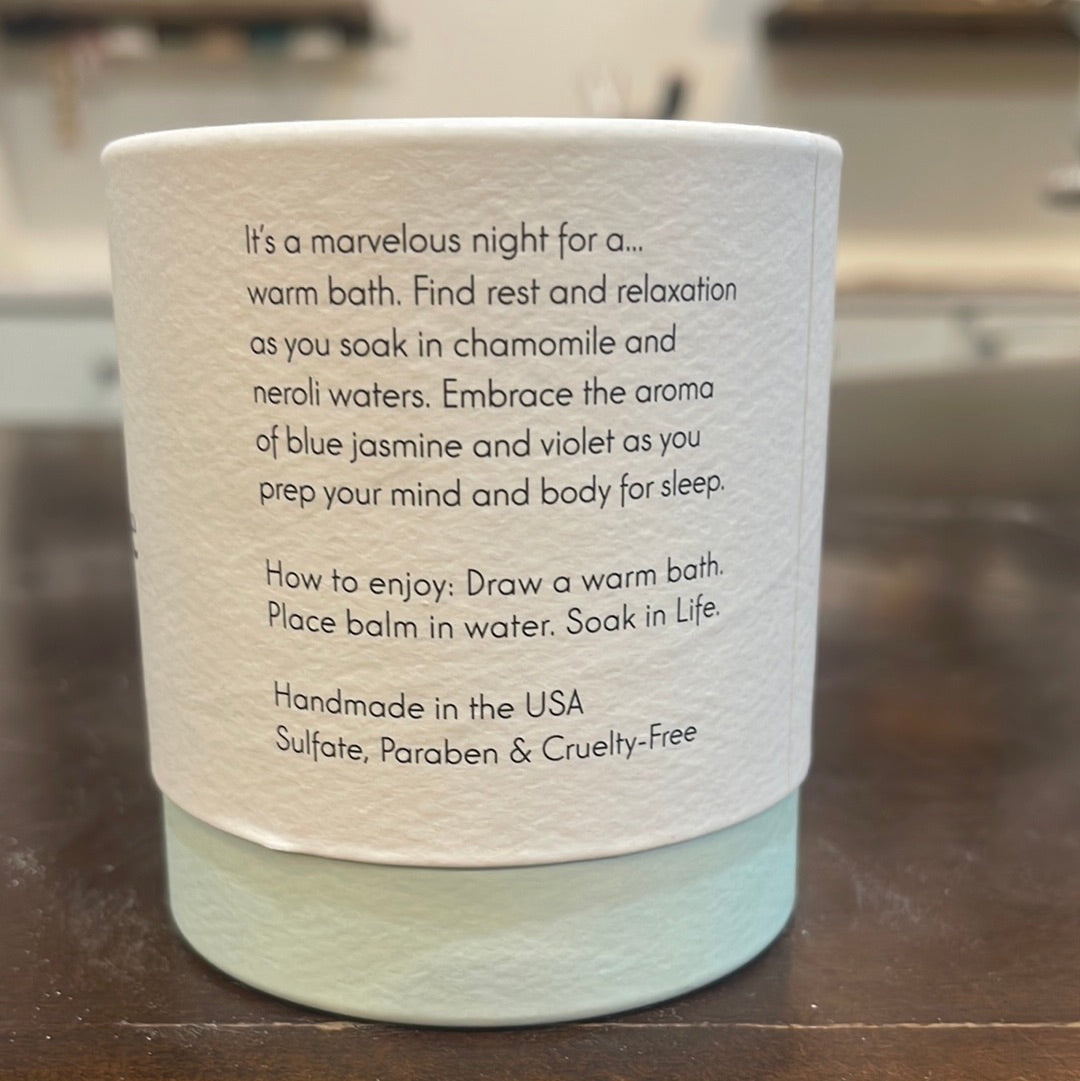 It's a marvelous night for a...
warm bath. Find rest and relaxation
as you soak in chamomile and
neroli waters. Embrace the aroma
of blue jasmine and violet as you
prep your mind and body for sleep.
How to enjoy: Draw a warm bath.
Place balm in water. Soak in Life.
Handmade in the USA
Sulfate, Paraben & Cruelty-Free